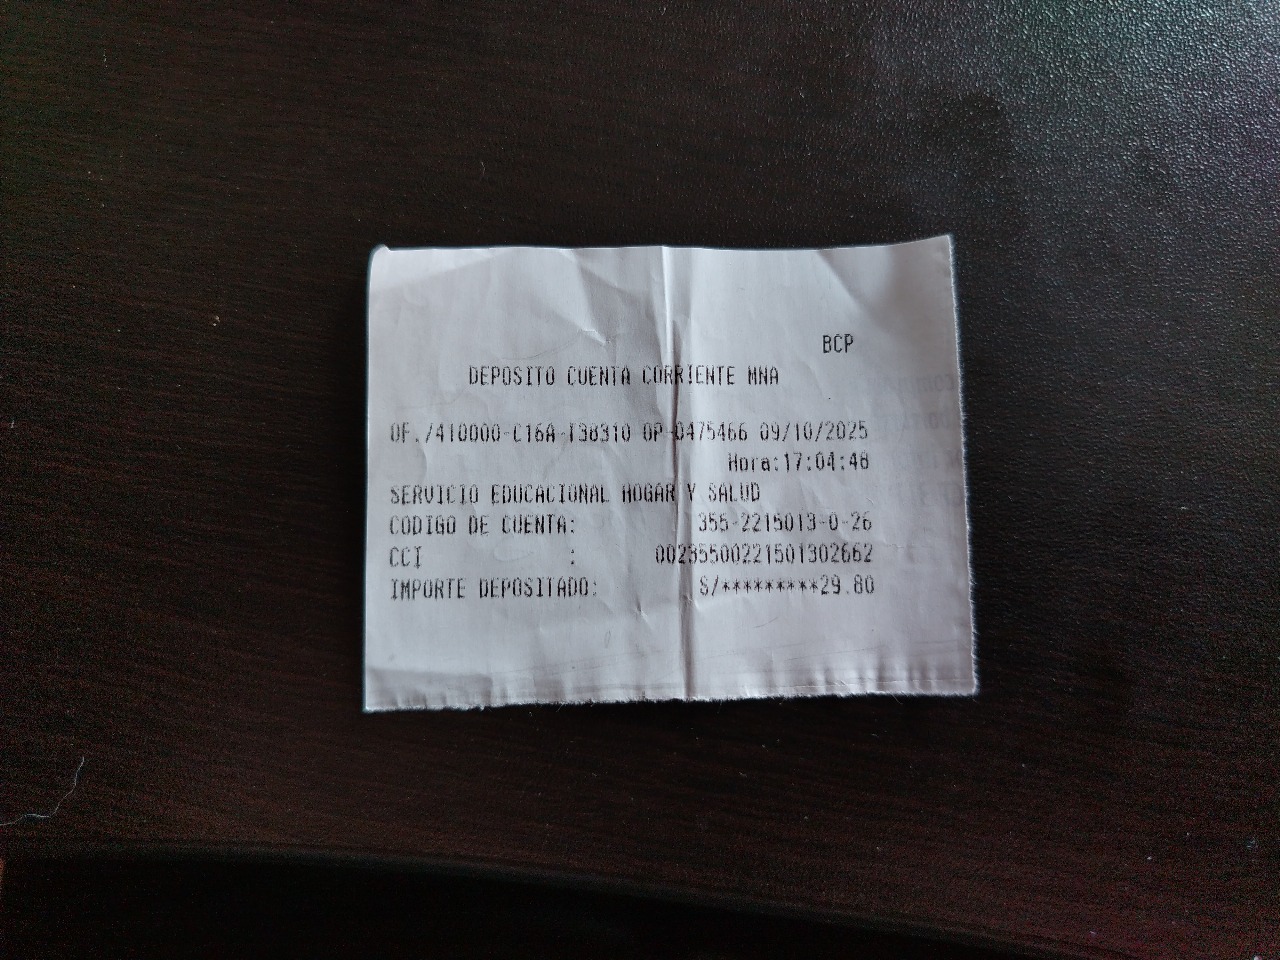 BCP
DEPOSITO CUENTA CORRIENTE MNA
OF./410000-C16A-I38310 OP-0475466 09/10/2025
Hora:17:04:48
SERVICIO EDUCACIONAL HOGAR Y SALUD
CODIGO DE CUENTA: 355-2215013-0-26
CCI : 00235500221501302662
IMPORTE DEPOSITADO: S/*********29.80